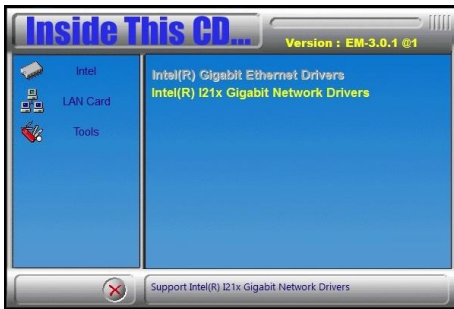 Inside This CD...
Version : EM-3.0.1 @1
Intel
LAN Card
Tools
Intel(R) Gigabit Ethernet Drivers
Intel(R) I21x Gigabit Network Drivers
Support Intel(R) I21x Gigabit Network Drivers